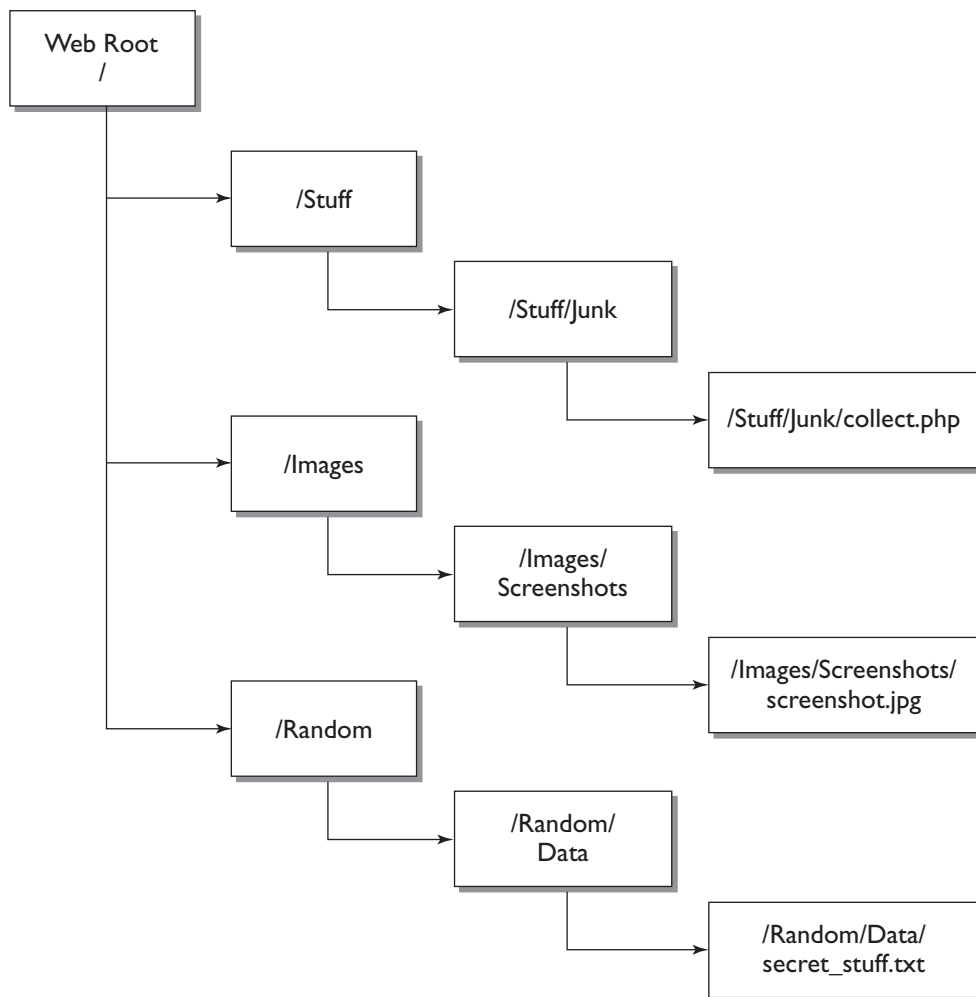 Web Root
/
/Stuff
/Stuff/Junk
/Stuff/Junk/collect.php
/Images
/Images/
Screenshots
/Images/Screenshots/
screenshot.jpg
/Random
/Random/
Data
/Random/Data/
secret_stuff.txt